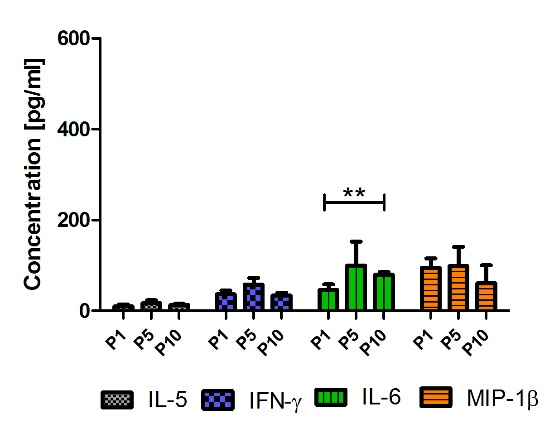 Concentration [pg/ml]
600
400
200
0
**
P1 P5 P10 P1 P5 P10 P1 P5 P10 P1 P5 P10
IL-5 IFN-γ IL-6 MIP-1β